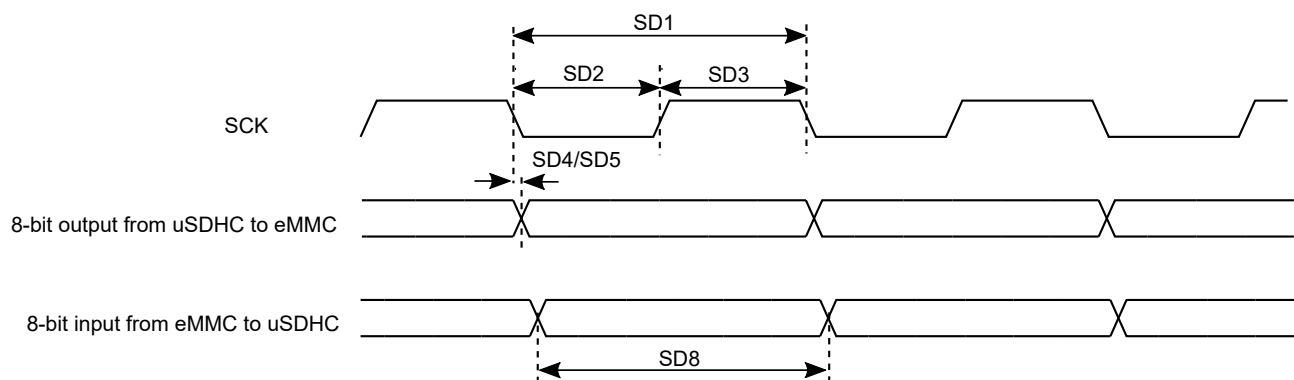 SD1
SD2
SD3
SCK
SD4/SD5
8-bit output from uSDHC to eMMC
8-bit input from eMMC to uSDHC
SD8